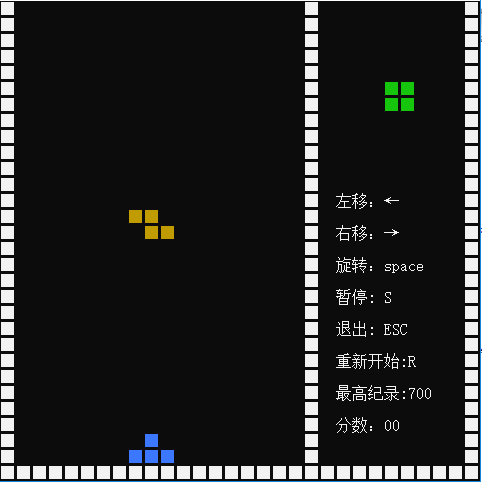 左移：←
右移：→
旋转：space
暂停: S
退出: ESC
重新开始:R
最高纪录:700
分数：00